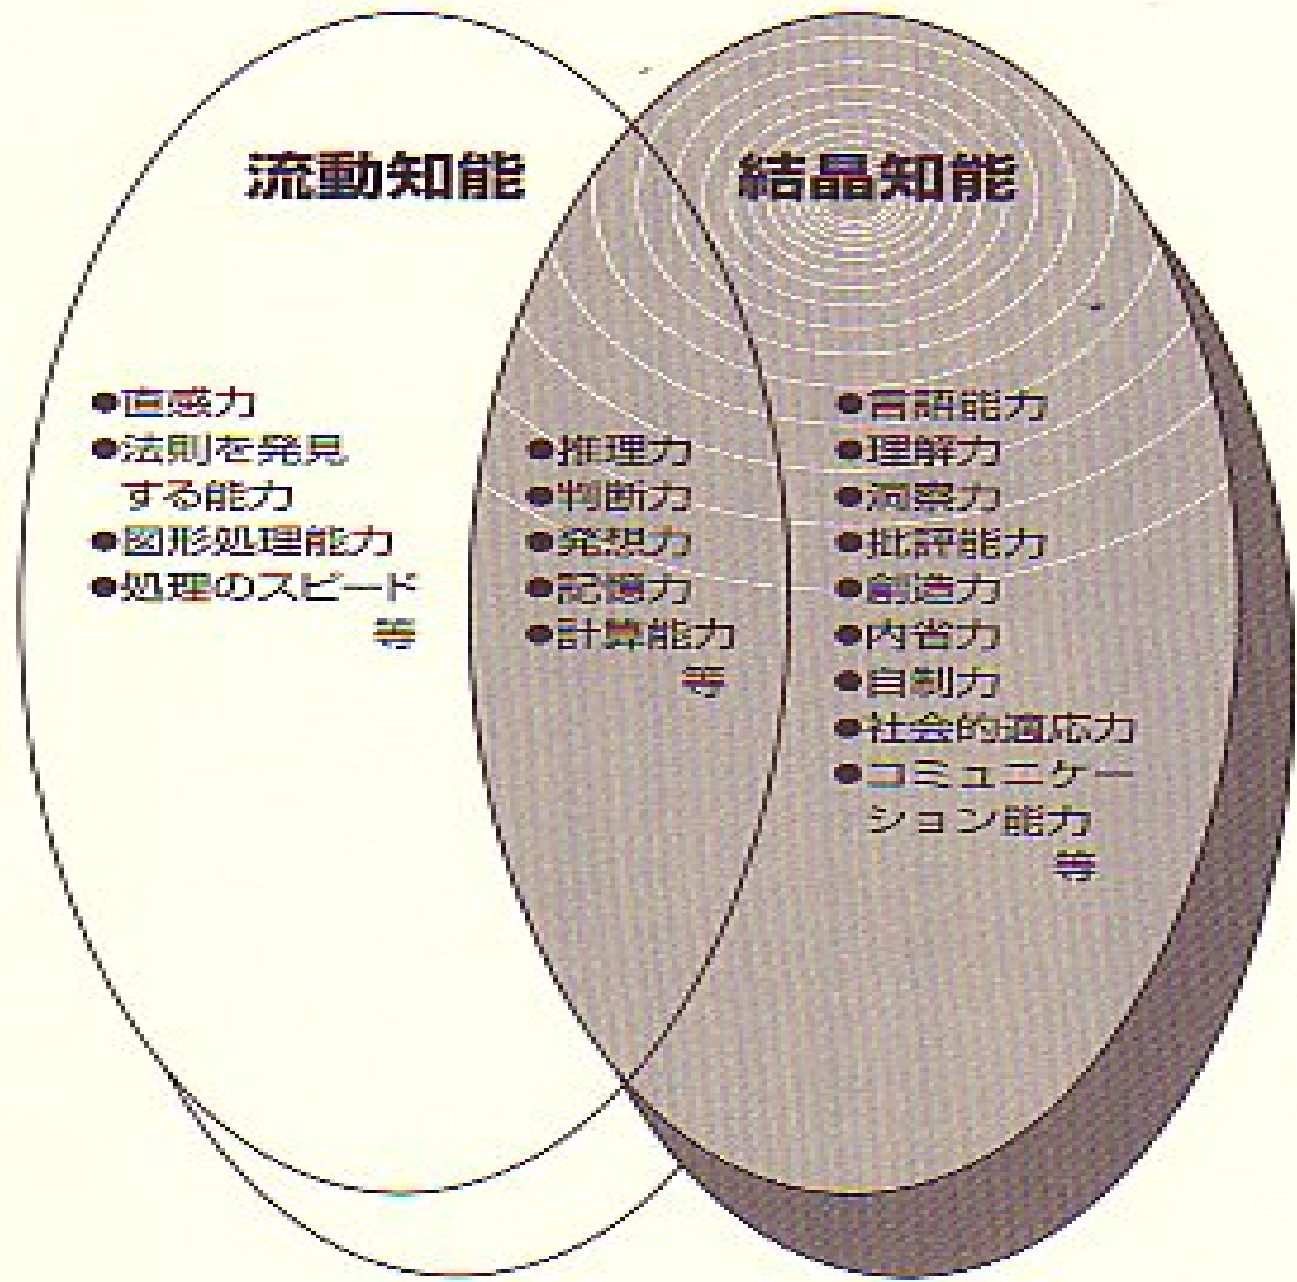 流動知能
結晶知能
●直感力
●法則を発見
する能力
●図形処理能力
●処理のスピード
等
●推理力
●判断力
●発想力
●記憶力
●計算能力
等
●言語能力
●理解力
●洞察力
●批評能力
●創造力
●内省力
●自制力
●社会的適応力
●コミュニケー
ション能力
等